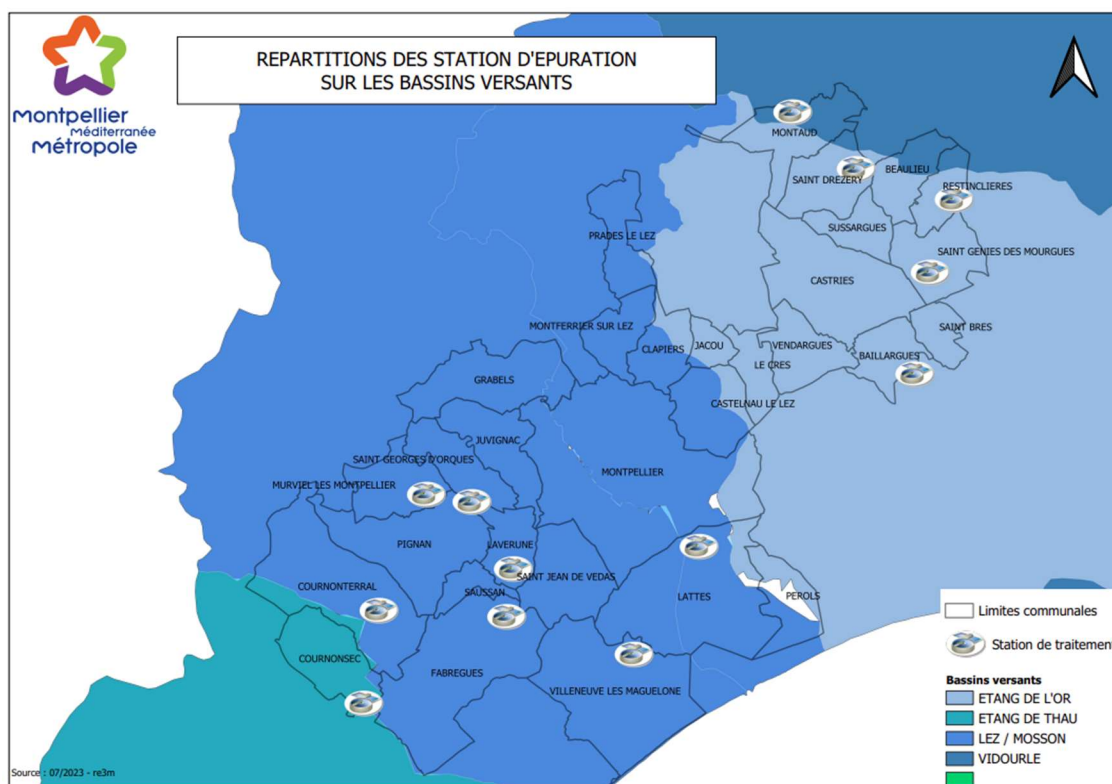 REPARTITIONS DES STATION D'EPURATION
SUR LES BASSINS VERSANTS
montpellier
méditerranée
métropole
MONTAUD
SAINT DREZERY
BEAULIEU
RESTINCLIERES
SUSSARGUES
PRADES LE LEZ
SAINT GENIES DES MOURGUES
CASTRIES
MONTFERRIER SUR LEZ
SAINT BRES
CLAPIERS
JACOU
VENDARGUES
BAILLARGUES
LE CRES
GRABELS
CASTELNAU LE LEZ
JUVIGNAC
SAINT GEORGES D'ORQUES
MONTPELLIER
MURVIEL LES MONTPELLIER
PIGNAN
LAVERUNE
SAINT JEAN DE VEDAS
COURNONTERRAL
SAUSSAN
LATTES
PEROLS
COURNONSEC
FABREGUES
VILLENEUVE LES MAGUELONE
Limites communales
Station de traitement
Bassins versants
ETANG DE L'OR
ETANG DE THAU
LEZ / MOSSON
VIDOURLE
Source : 07/2023 - re3m